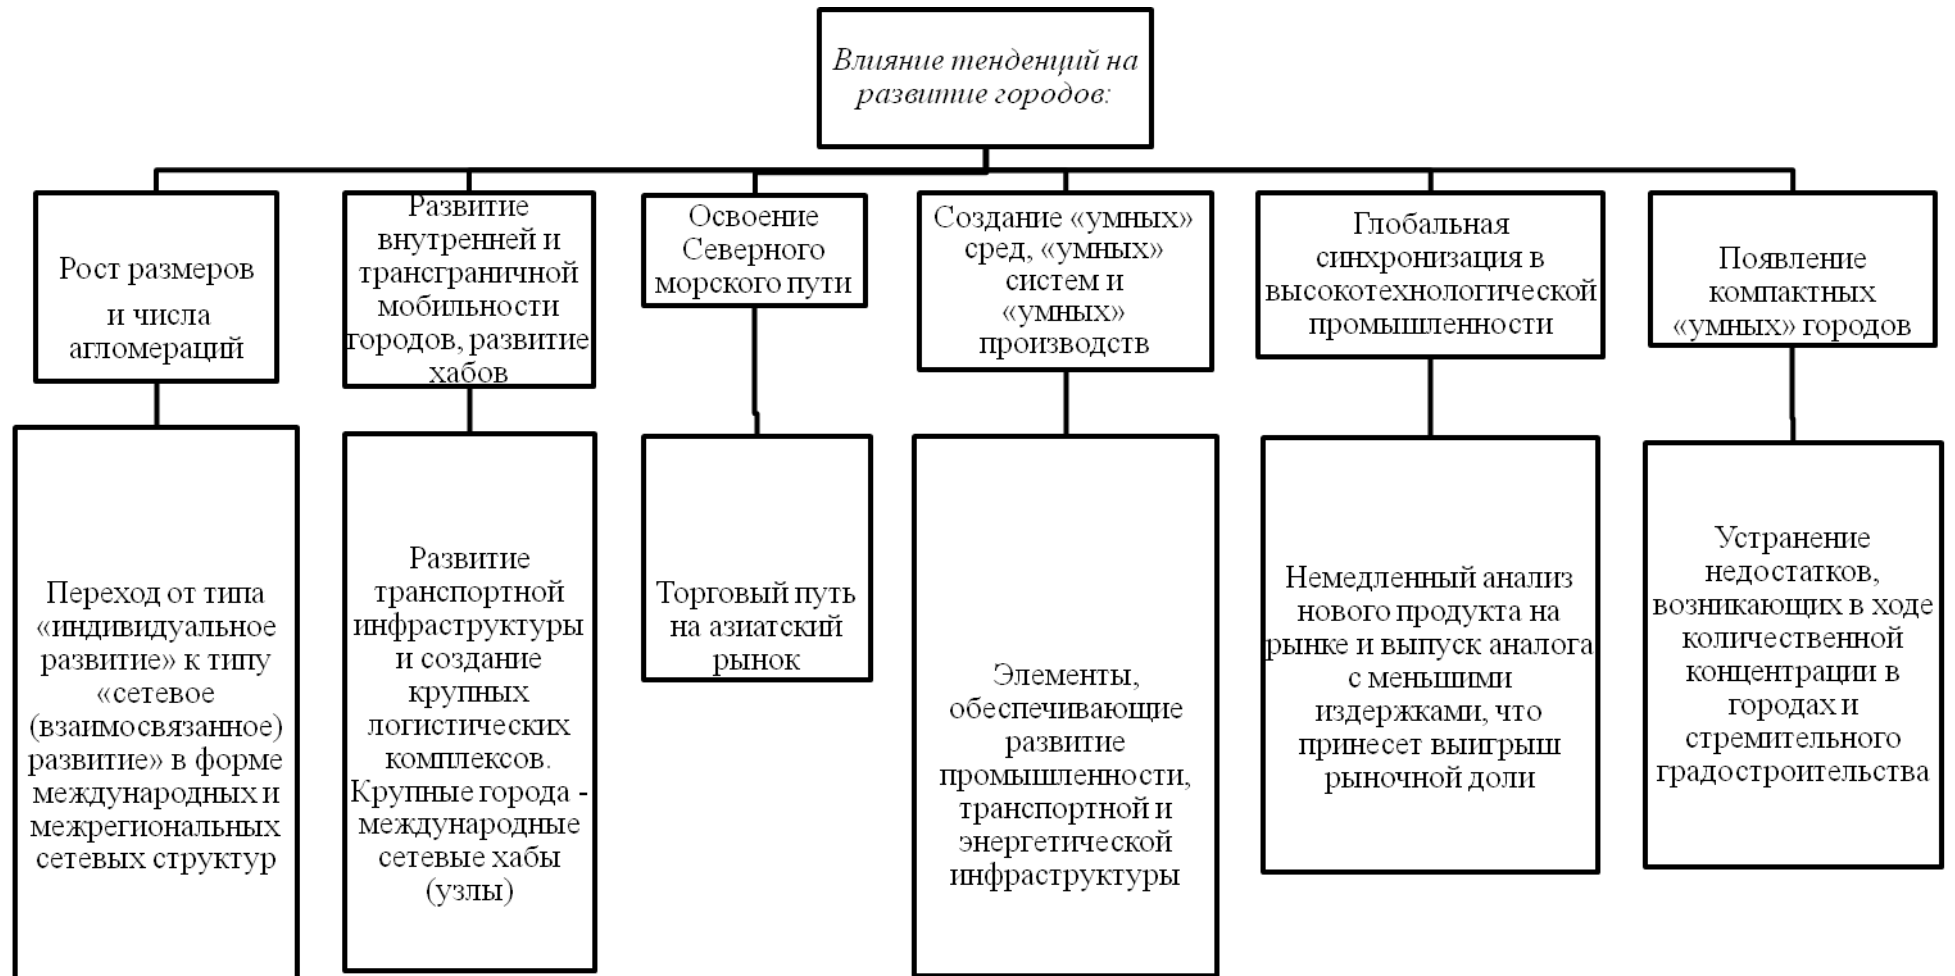 Влияние тенденций на
развитие городов:
Рост размеров
и числа
агломераций
Развитие
внутренней и
трансграничной
мобильности
городов, развитие
хабов
Освоение
Северного
морского пути
Создание «умных»
сред, «умных»
систем и
«умных»
производств
Глобальная
синхронизация в
высокотехнологической
промышленности
Появление
компактных
«умных» городов
Переход от типа
«индивидуальное
развитие» к типу
«сетевое
(взаимосвязанное)
развитие» в форме
международных и
межрегиональных
сетевых структур
Развитие
транспортной
инфраструктуры
и создание
крупных
логистических
комплексов.
Крупные города -
международные
сетевые хабы
(узлы)
Торговый путь
на азиатский
рынок
Элементы,
обеспечивающие
развитие
промышленности,
транспортной и
энергетической
инфраструктуры
Немедленный анализ
нового продукта на
рынке и выпуск аналога
с меньшими
издержками, что
принесет выигрыш
рыночной доли
Устранение
недостатков,
возникающих в ходе
количественной
концентрации в
городах и
стремительного
градостроительства